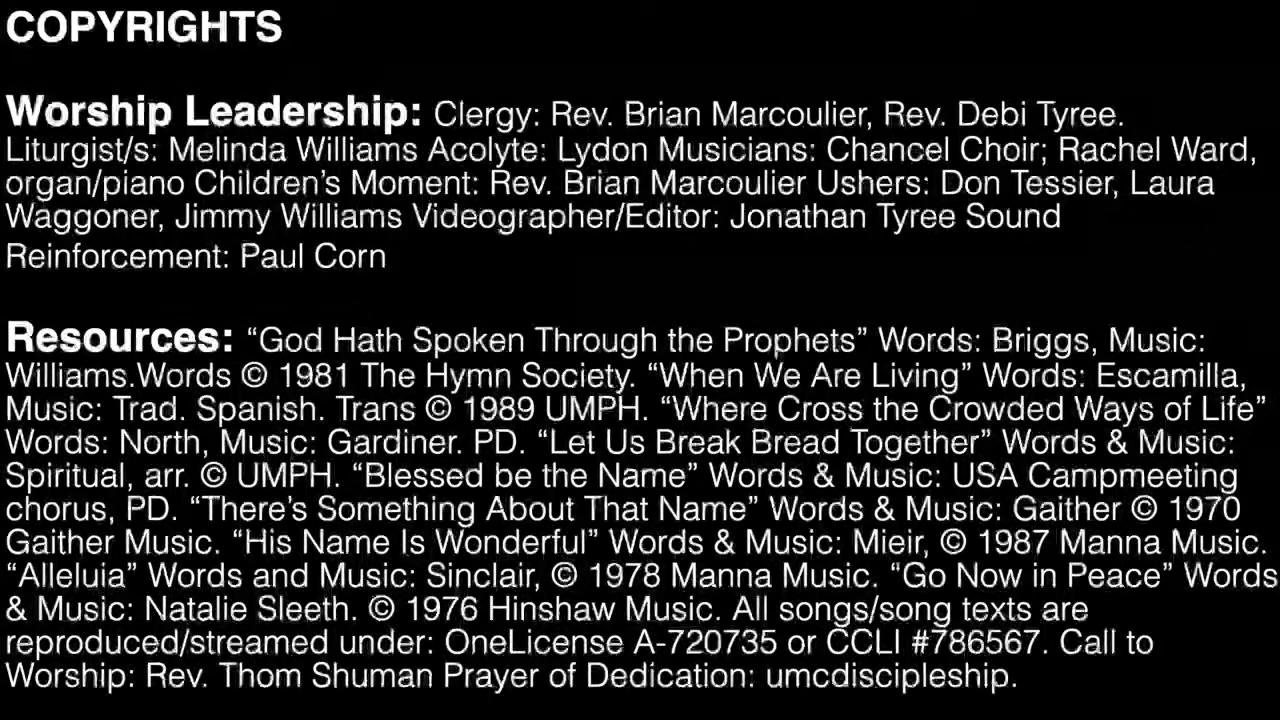 COPYRIGHTS
Worship Leadership: Clergy: Rev. Brian Marcoulier, Rev. Debi Tyree.
Liturgist/s: Melinda Williams Acolyte: Lydon Musicians: Chancel Choir; Rachel Ward,
organ/piano Children’s Moment: Rev. Brian Marcoulier Ushers: Don Tessier, Laura
Waggoner, Jimmy Williams Videographer/Editor: Jonathan Tyree Sound
Reinforcement: Paul Corn
Resources: “God Hath Spoken Through the Prophets” Words: Briggs, Music:
Williams.Words © 1981 The Hymn Society. “When We Are Living” Words: Escamilla,
Music: Trad. Spanish. Trans © 1989 UMPH. “Where Cross the Crowded Ways of Life”
Words: North, Music: Gardiner. PD. “Let Us Break Bread Together” Words & Music:
Spiritual, arr. © UMPH. “Blessed be the Name” Words & Music: USA Campmeeting
chorus, PD. “There’s Something About That Name” Words & Music: Gaither © 1970
Gaither Music. “His Name Is Wonderful” Words & Music: Mieir, © 1987 Manna Music.
“Alleluia” Words and Music: Sinclair, © 1978 Manna Music. “Go Now in Peace” Words
& Music: Natalie Sleeth. © 1976 Hinshaw Music. All songs/song texts are
reproduced/streamed under: OneLicense A-720735 or CCLI #786567. Call to
Worship: Rev. Thom Shuman Prayer of Dedication: umcdiscipleship.